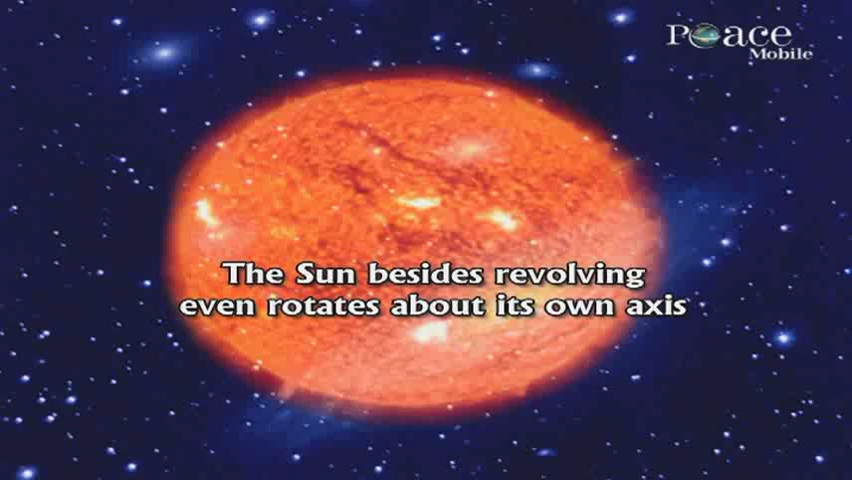 Peace
Mobile
The Sun besides revolving
even rotates about its own axis